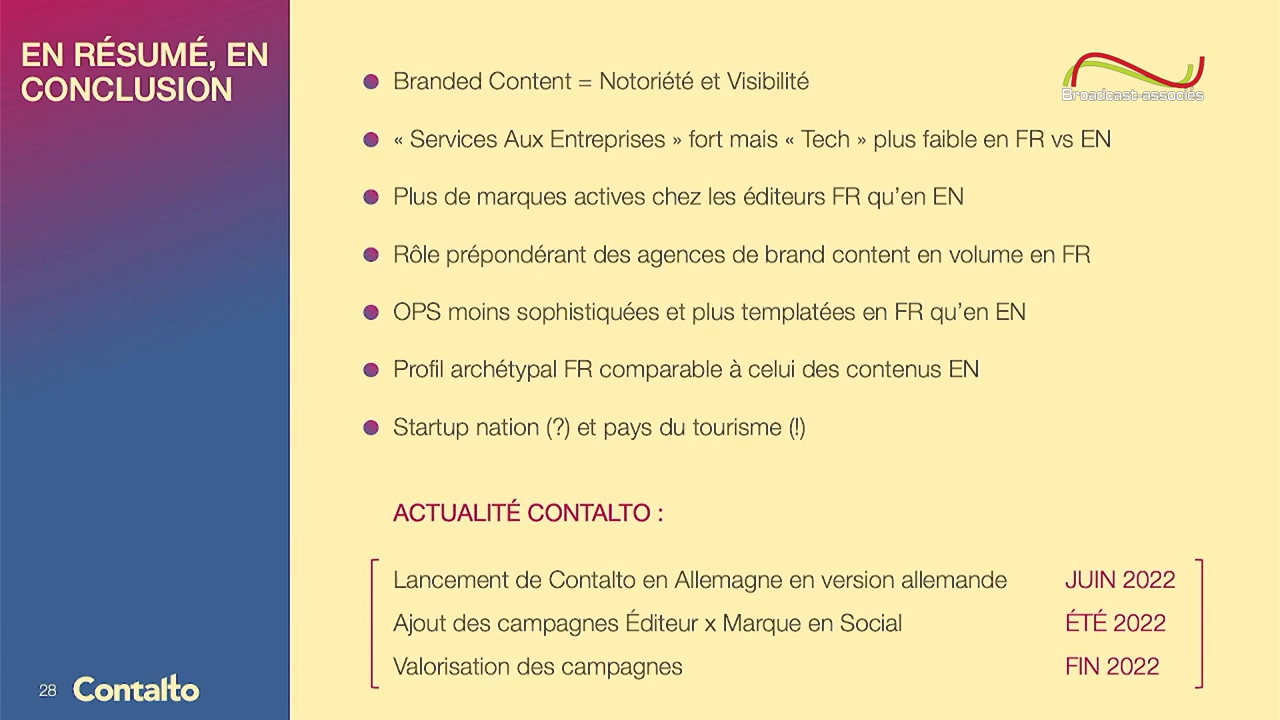 EN RÉSUMÉ, EN
CONCLUSION
Branded Content = Notoriété et Visibilité
Broadcast-associés
« Services Aux Entreprises » fort mais « Tech » plus faible en FR vs EN
Plus de marques actives chez les éditeurs FR qu’en EN
Rôle prépondérant des agences de brand content en volume en FR
OPS moins sophistiquées et plus templatées en FR qu’en EN
Profil archétypal FR comparable à celui des contenus EN
Startup nation (?) et pays du tourisme (!)
ACTUALITÉ CONTALTO :
Lancement de Contalto en Allemagne en version allemande JUIN 2022
Ajout des campagnes Éditeur x Marque en Social ÉTÉ 2022
Valorisation des campagnes FIN 2022
28 Contalto